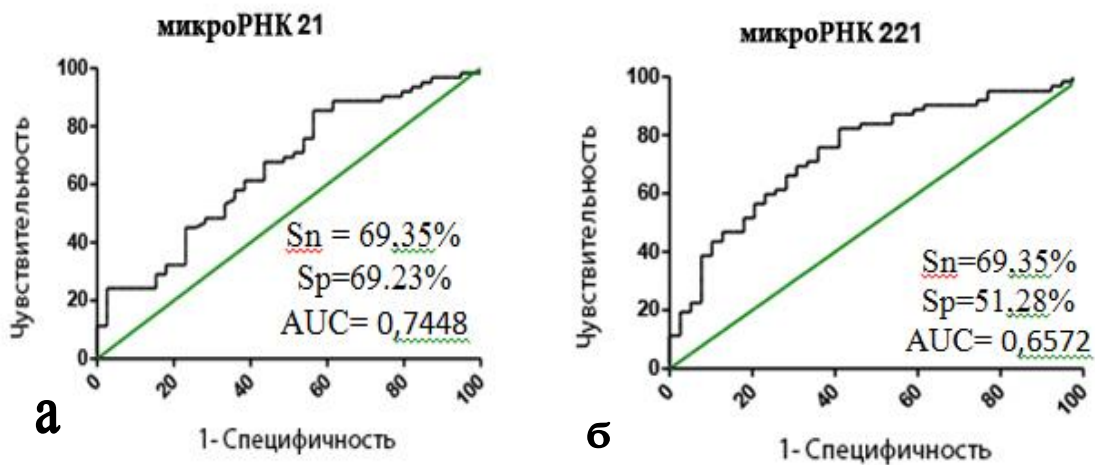 микроРНК 21
100
80
60
40
20
0
Чувствительность
0 20 40 60 80 100
1- Специфичность
Sn = 69,35%
Sp=69.23%
AUC= 0,7448
а
микроРНК 221
100
80
60
40
20
0
Чувствительность
0 20 40 60 80 100
1- Специфичность
Sn=69,35%
Sp=51,28%
AUC= 0,6572
б